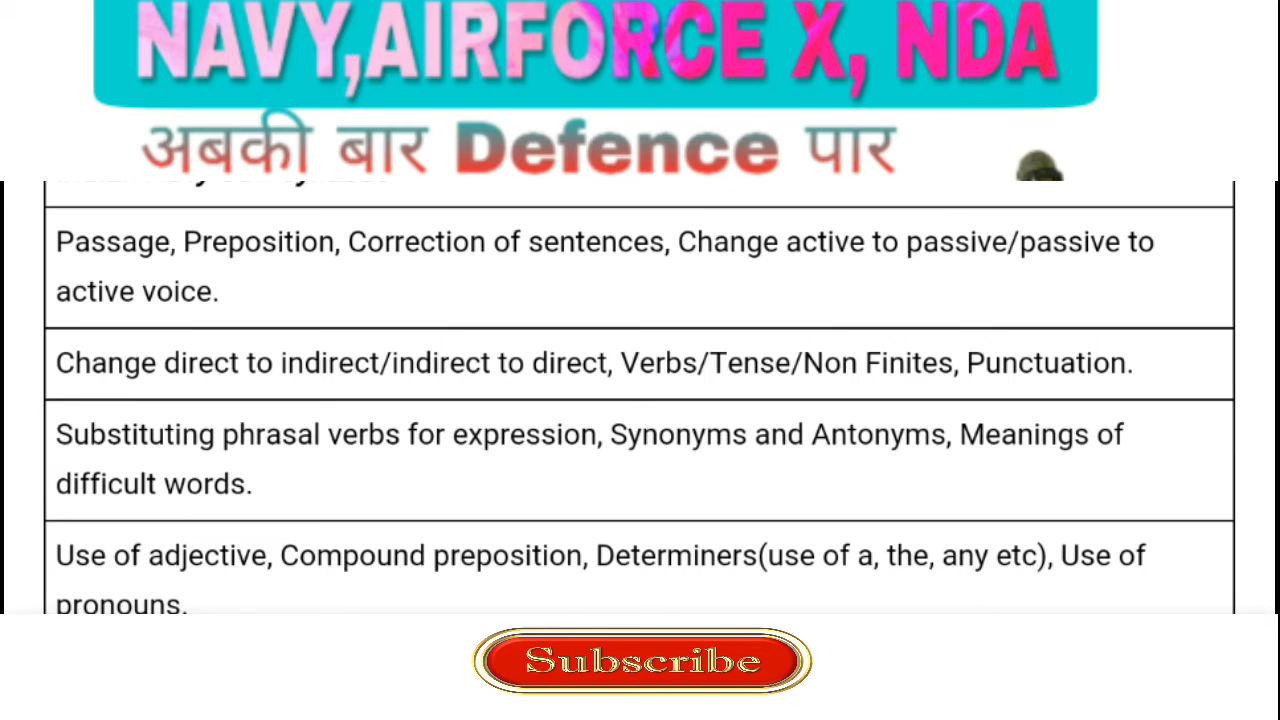 NAVY,AIRFORCE X, NDA
अबकी बार Defence पार
Passage, Preposition, Correction of sentences, Change active to passive/passive to
active voice.
Change direct to indirect/indirect to direct, Verbs/Tense/Non Finites, Punctuation.
Substituting phrasal verbs for expression, Synonyms and Antonyms, Meanings of
difficult words.
Use of adjective, Compound preposition, Determiners(use of a, the, any etc), Use of
pronouns.
Subscribe